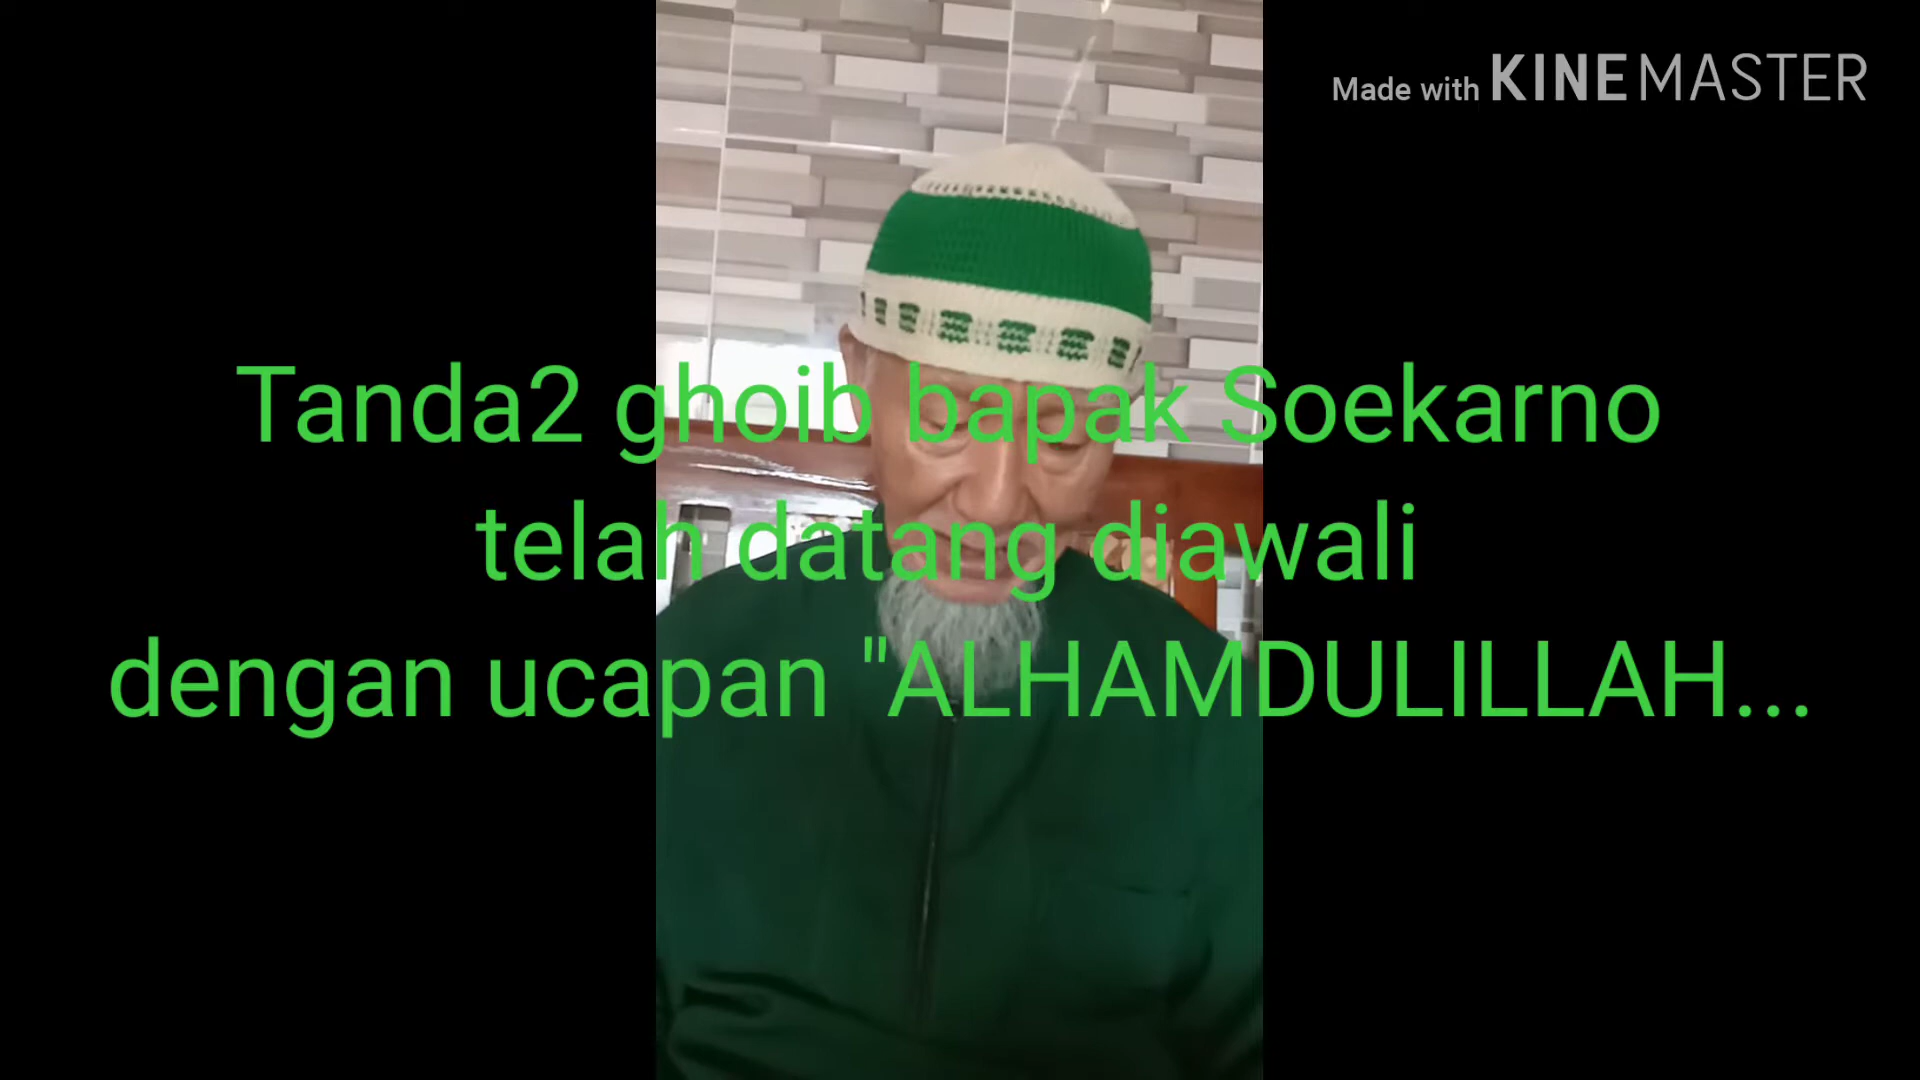 Made with KINEMASTER
Tanda2 ghoib bapak Soekarno
telah datang diawali
dengan ucapan "ALHAMDULILLAH...